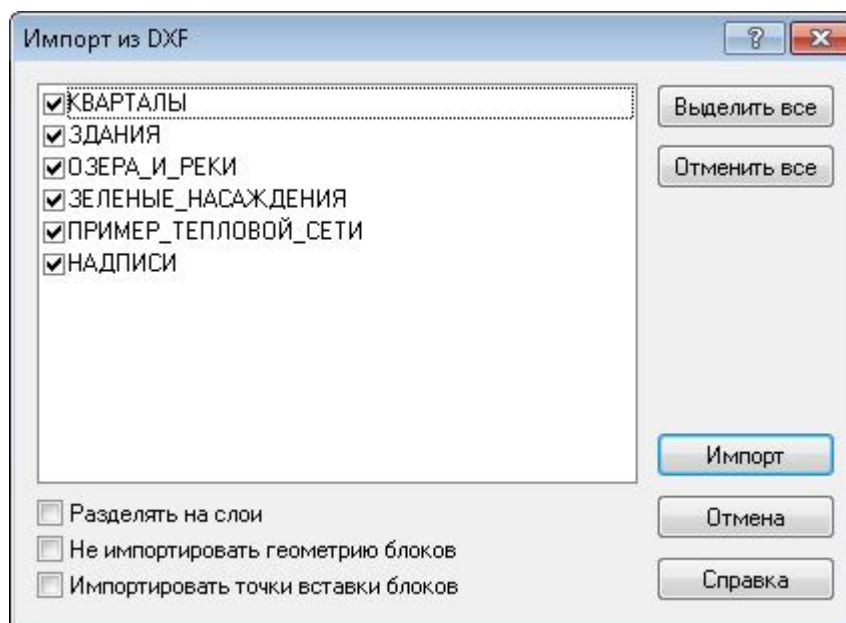 Импорт из DXF
КВАРТАЛЫ
ЗДАНИЯ
ОЗЕРА_И_РЕКИ
ЗЕЛЕНЫЕ_НАСАЖДЕНИЯ
ПРИМЕР_ТЕПЛОВОЙ_СЕТИ
НАДПИСИ
Выделить все
Отменить все
Импорт
Отмена
Справка
Разделять на слои
Не импортировать геометрию блоков
Импортировать точки вставки блоков